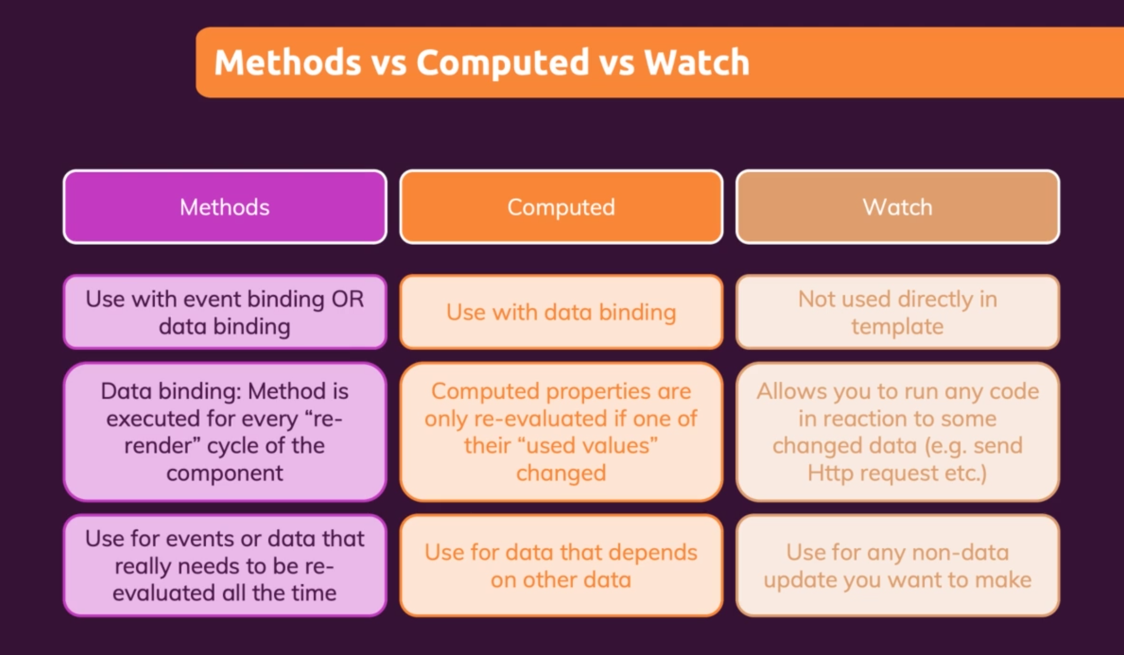 Methods vs Computed vs Watch
Methods
Computed
Watch
Use with event binding OR
data binding
Use with data binding
Not used directly in
template
Data binding: Method is
executed for every “re-
render” cycle of the
component
Computed properties are
only re-evaluated if one of
their “used values”
changed
Allows you to run any code
in reaction to some
changed data (e.g. send
Http request etc.)
Use for events or data that
really needs to be re-
evaluated all the time
Use for data that depends
on other data
Use for any non-data
update you want to make